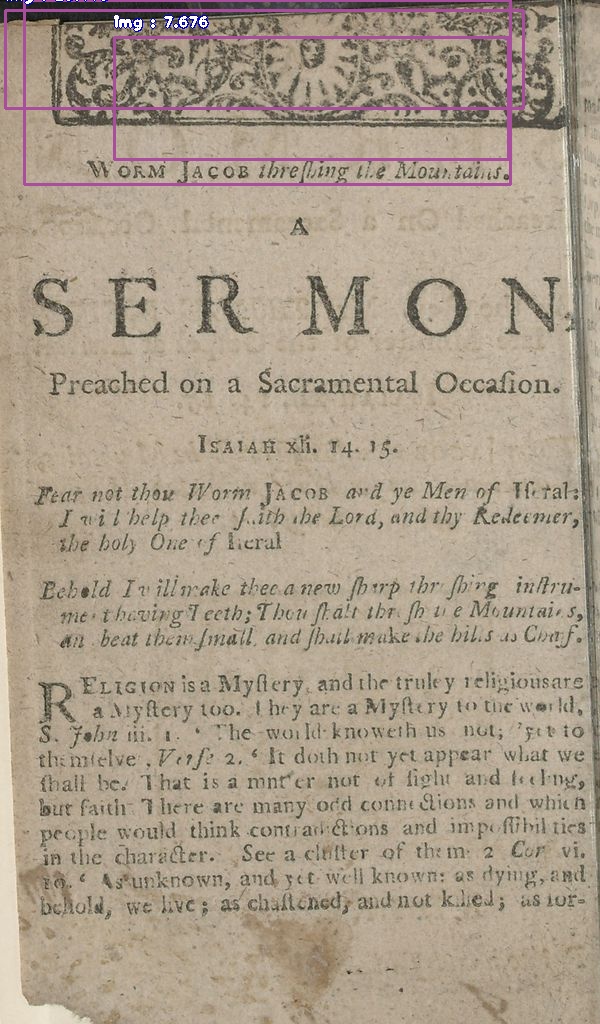 Img : 7.676
WORM JACOB threſhing the Mountains.
A
SERMON.
Preached on a Sacramental Occaſion.
ISAIAH xli. 14. 15.
Fear not thou Worm JACOB and ye Men of Iſeral:
I will help thee ſaith the Lord, and thy Redeemer,
the holy One of Iſeral
Behold I will make thee a new ſharp threſhing inſtru-
ment having Teeth; Thou ſhalt threſh the Mountains,
and beat them ſmall, and ſhall make the hills as Chaff.
RELIGION is a Myſtery, and the truley religious are
a Myſtery too. They are a Myſtery to the world,
S. John iii. 1. ‘ The world knoweth us not; ’yet to
themſelve , Verſe 2. ‘ It doth not yet appear what we
ſhall be. That is a matter not of ſight and feeling,
but faith There are many odd connections and which
people would think contradictions and impoſſibilities
in the character. See a cluſter of them 2 Cor vi.
‘ As unknown, and yet well known: as dying, and
behold, we live; as chaſtened, and not killed; as ſor-